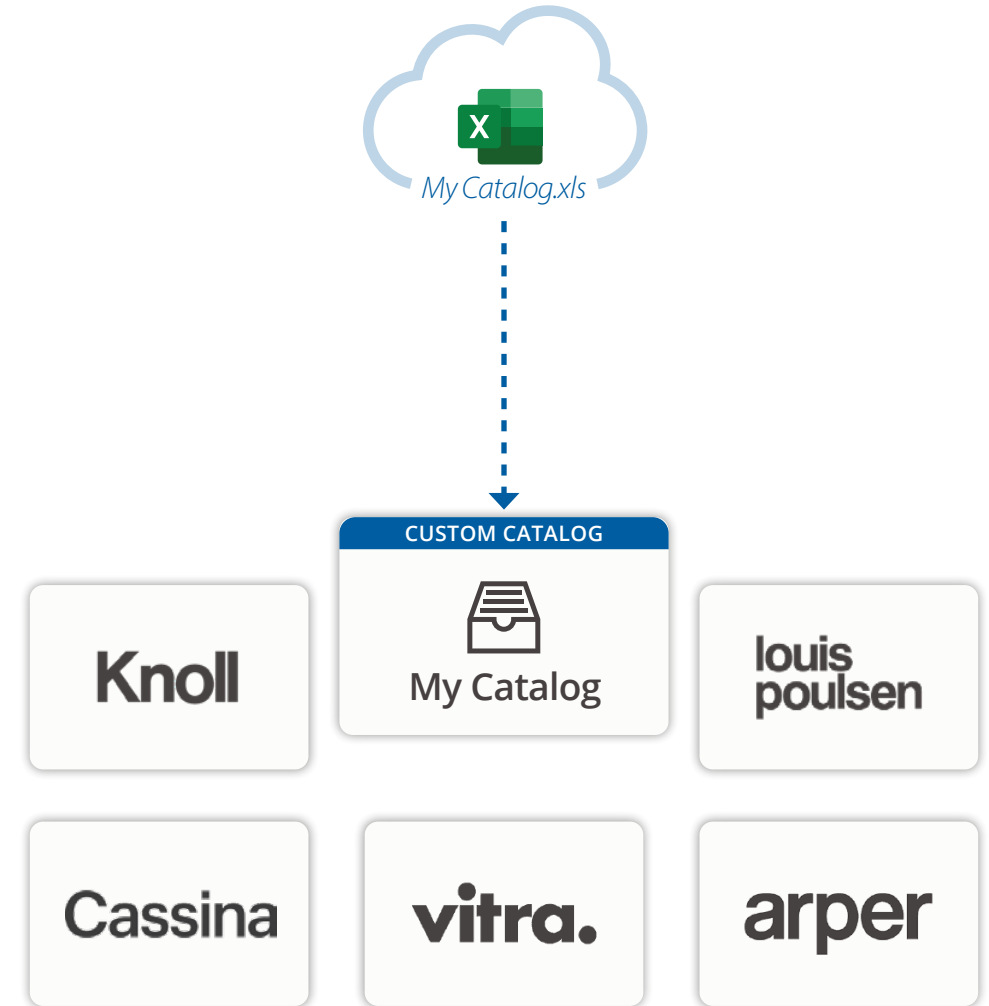 X
My Catalog.xls
CUSTOM CATALOG
My Catalog
Knoll
louis
poulsen
Cassina
vitra.
arper